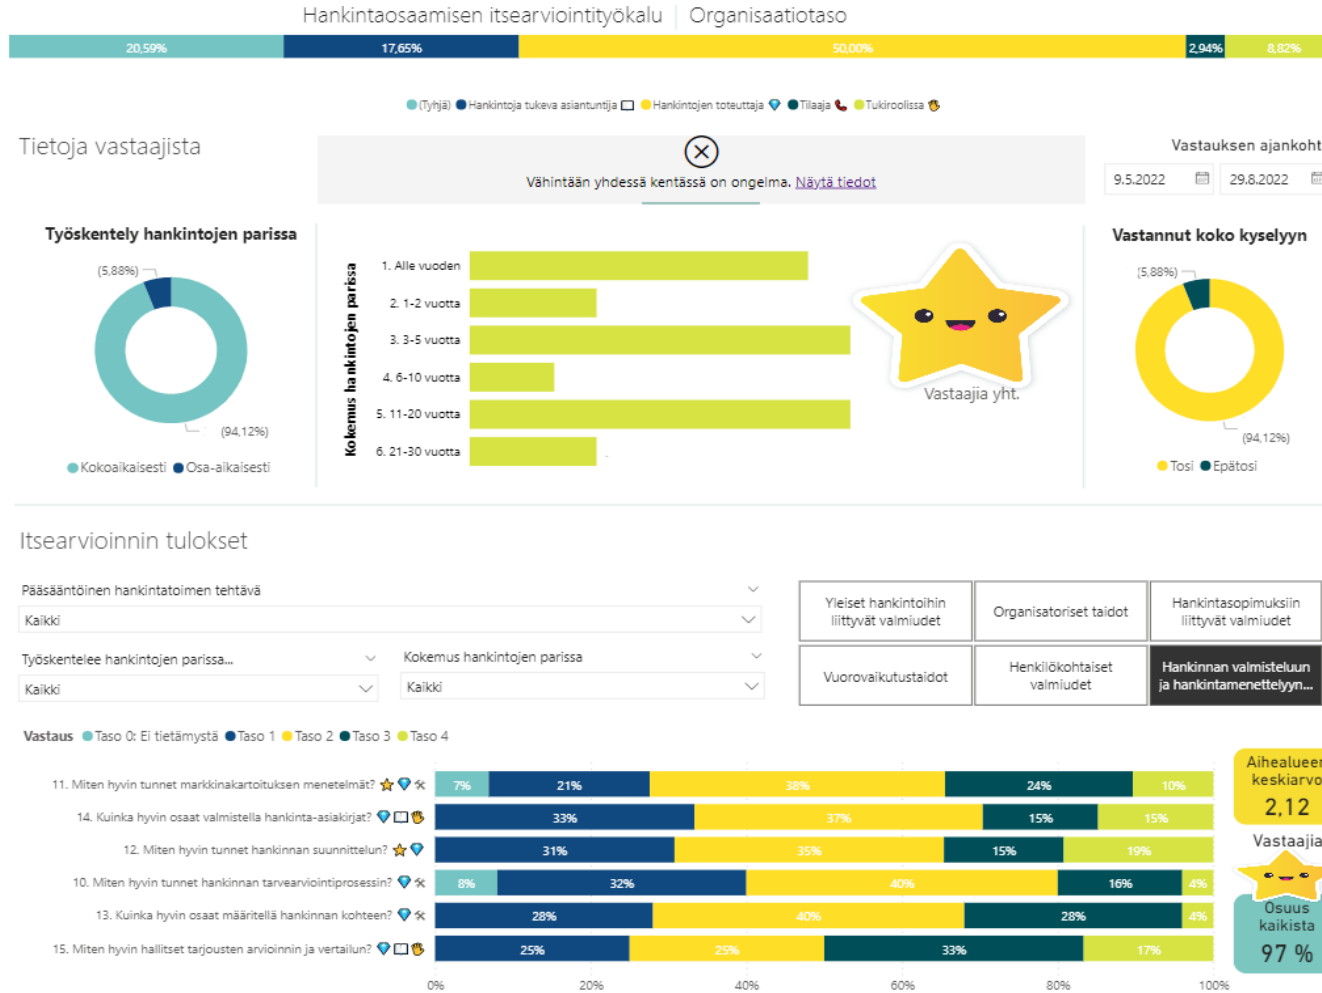 Hankintaosaamisen itsearviointityökalu | Organisaatiotaso
20,59% 17,65% 50,00% 2,94% 8,82%
(Tyhjä) Hankintoja tukeva asiantuntija Hankintojen toteuttaja Tilaaja Tukiroolissa
Tietoja vastaajista
Vähintään yhdessä kentässä on ongelma. Näytä tiedot
Vastauksen ajankoht
9.5.2022 29.8.2022
Työskentely hankintojen parissa
(5,88%)
(94,12%)
Kokoaikaisesti Osa-aikaisesti
Kokemus hankintojen parissa
1. Alle vuoden
2. 1-2 vuotta
3. 3-5 vuotta
4. 6-10 vuotta
5. 11-20 vuotta
6. 21-30 vuotta
Vastaajia yht.
Vastannut koko kyselyyn
(5,88%)
(94,12%)
Tosi Epätosi
Itsearvioinnin tulokset
Pääsääntöinen hankintatoimen tehtävä
Kaikki
Työskentelee hankintojen parissa...
Kaikki
Kokemus hankintojen parissa
Kaikki
Yleiset hankintoihin
liittyvät valmiudet
Organisatoriset taidot
Hankintasopimuksiin
liittyvät valmiudet
Vuorovaikutustaidot
Henkilökohtaiset
valmiudet
Hankinnan valmisteluun
ja hankintamenettelyyn...
Vastaus Taso 0: Ei tietämystä Taso 1 Taso 2 Taso 3 Taso 4
11. Miten hyvin tunnet markkinakartoituksen menetelmät? 7% 21% 38% 24% 10%
14. Kuinka hyvin osaat valmistella hankinta-asiakirjat? 33% 37% 15% 15%
12. Miten hyvin tunnet hankinnan suunnittelun? 31% 35% 15% 19%
10. Miten hyvin tunnet hankinnan tarvearviointiprosessin? 8% 32% 40% 16% 4%
13. Kuinka hyvin osaat määritellä hankinnan kohteen? 28% 40% 28% 4%
15. Miten hyvin hallitset tarjousten arvioinnin ja vertailun? 25% 25% 33% 17%
0% 20% 40% 60% 80% 100%
Aihealueen
keskiarvo
2,12
Vastaajia
Osuus
kaikista
97 %